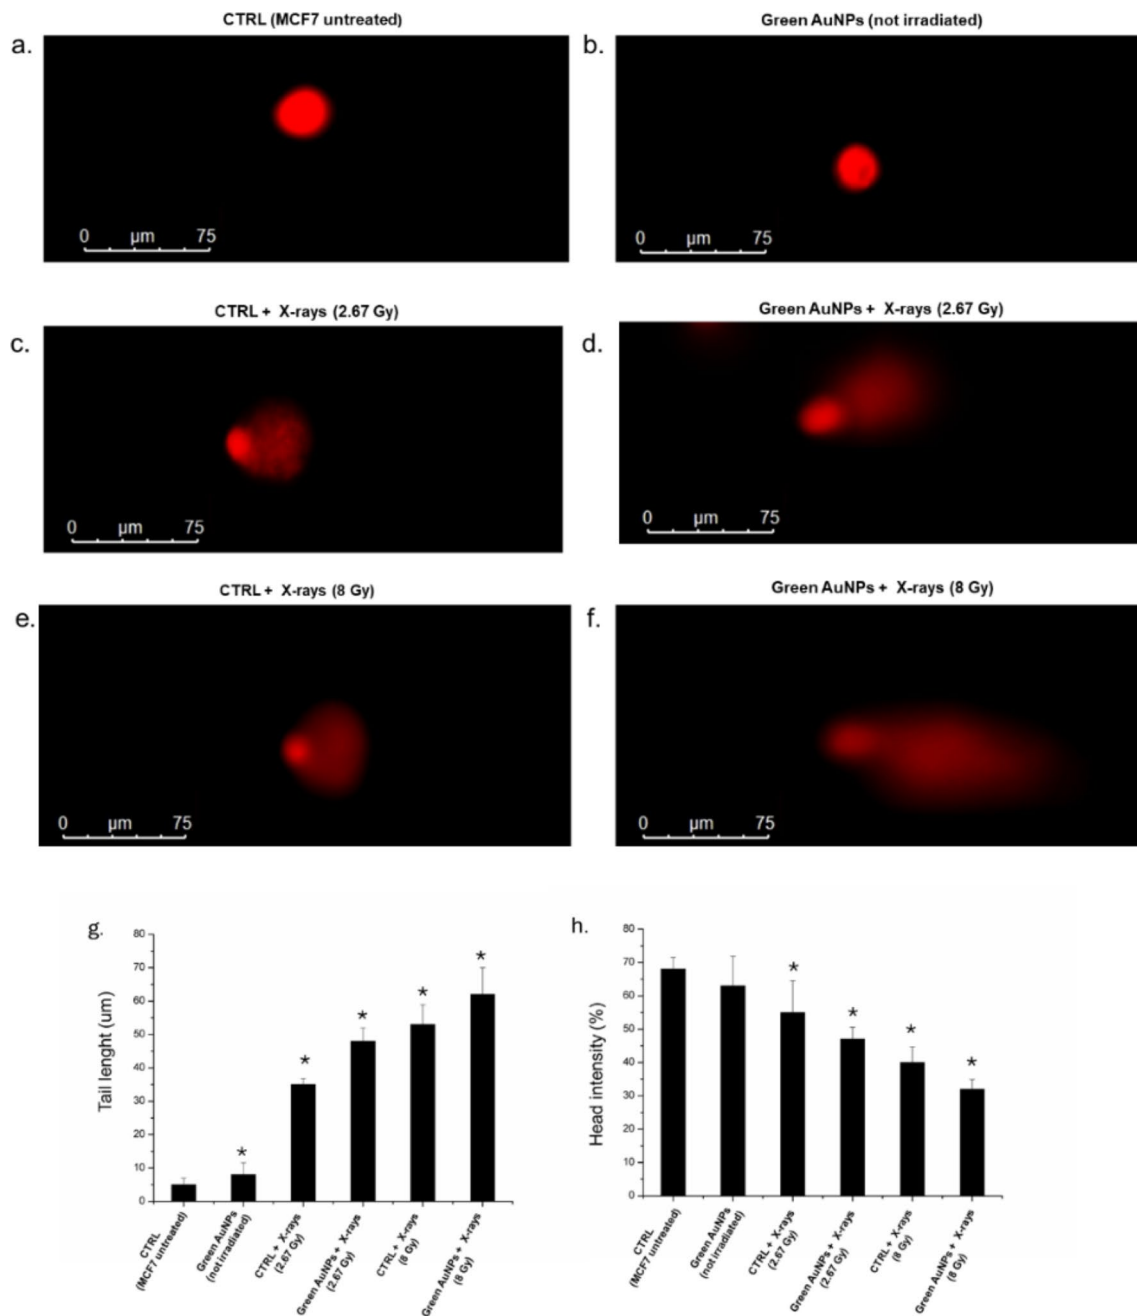 CTRL (MCF7 untreated)
Green AuNPs (not irradiated)
a.
b.
0 µm 75
0 µm 75
CTRL + X-rays (2.67 Gy)
Green AuNPs + X-rays (2.67 Gy)
c.
d.
0 µm 75
0 µm 75
CTRL + X-rays (8 Gy)
Green AuNPs + X-rays (8 Gy)
e.
f.
0 µm 75
0 µm 75
g.
80
70
60
50
40
30
20
10
0
Tail lenght (um)
*
*
*
*
*
CTRL
(MCF7 untreated)
Green AuNPs
(not irradiated)
CTRL + X-rays
(2.67 Gy)
Green AuNPs + X-rays
(2.67 Gy)
CTRL + X-rays
(8 Gy)
Green AuNPs + X-rays
(8 Gy)
h.
80
70
60
50
40
30
20
10
0
Head intensity (%)
*
*
*
*
CTRL
(MCF7 untreated)
Green AuNPs
(not irradiated)
CTRL + X-rays
(2.67 Gy)
Green AuNPs + X-rays
(2.67 Gy)
CTRL + X-rays
(8 Gy)
Green AuNPs + X-rays
(8 Gy)